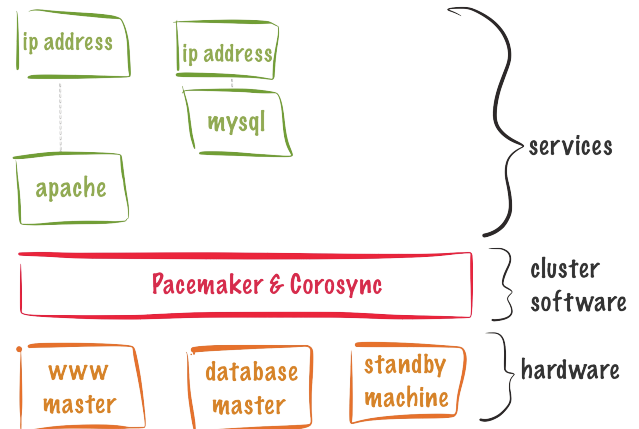 ip address
ip address
mysql
apache
services
Pacemaker & Corosync
cluster
software
www
master
database
master
standby
machine
hardware